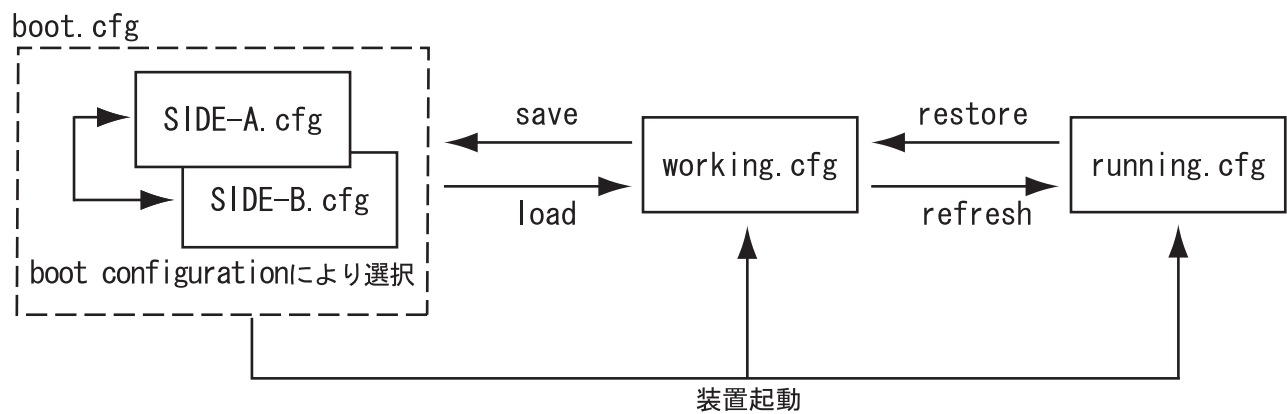 boot.cfg
SIDE-A.cfg
SIDE-B.cfg
boot configurationにより選択
save
load
working.cfg
restore
refresh
running.cfg
装置起動